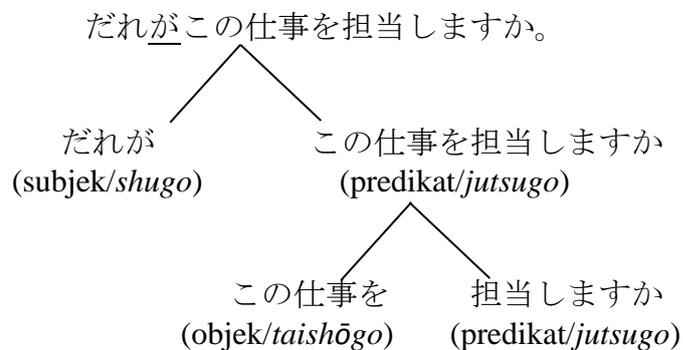 だれがこの仕事を担当しますか。
だれが この仕事を担当しますか
(subjek/shugo) (predikat/jutsugo)
この仕事を 担当しますか
(objek/taishōgo) (predikat/jutsugo)